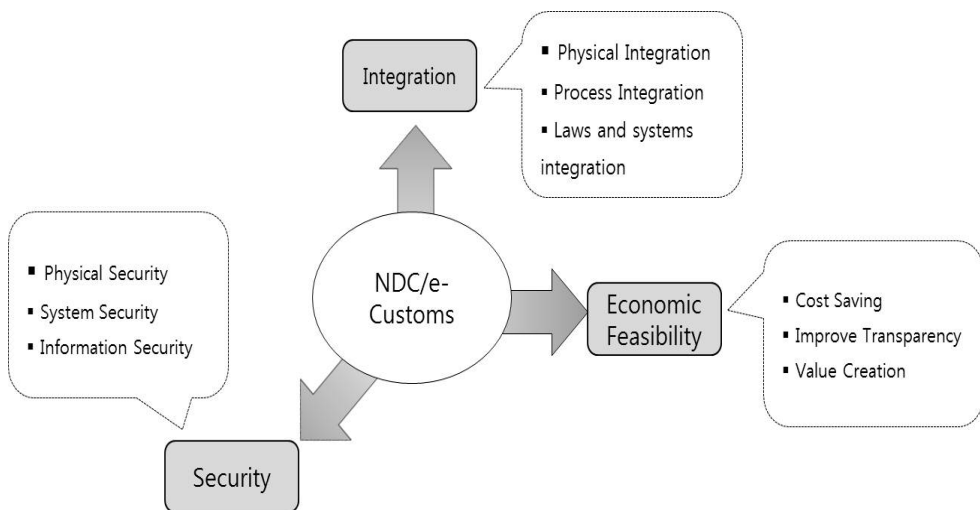 Integration
▪ Physical Integration
▪ Process Integration
▪ Laws and systems
integration
▪ Physical Security
▪ System Security
▪ Information Security
NDC/e-
Customs
Economic
Feasibility
▪ Cost Saving
▪ Improve Transparency
▪ Value Creation
Security